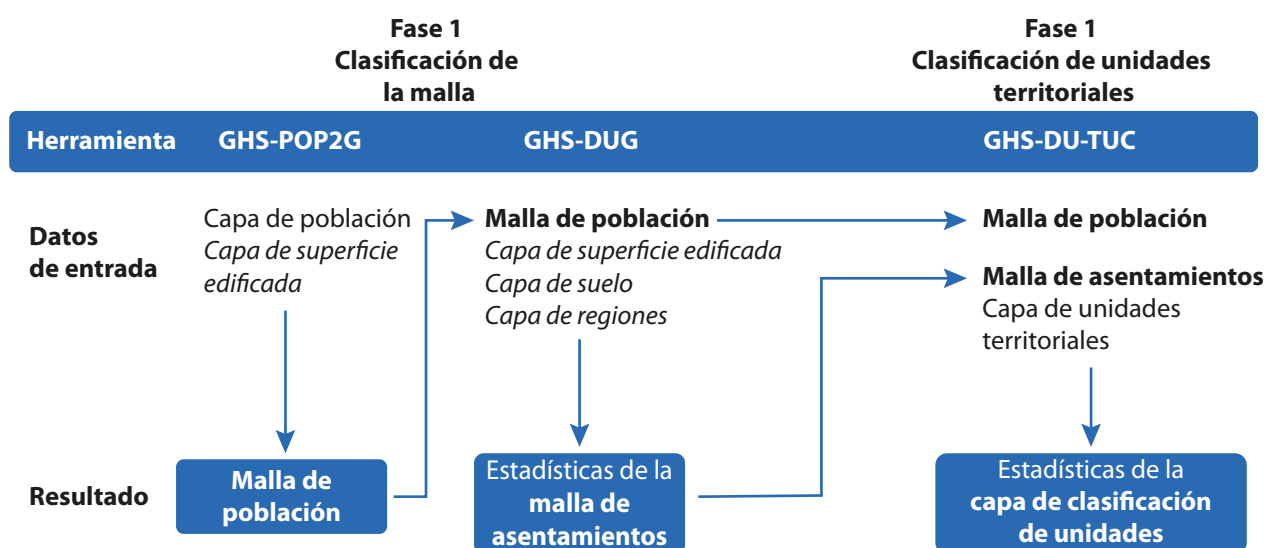 Fase 1
Clasificación de
la malla
Fase 1
Clasificación de unidades
territoriales
Herramienta GHS-POP2G GHS-DUG GHS-DU-TUC
Datos
de entrada
Capa de población
Capa de superficie
edificada
Malla de población
Capa de superficie edificada
Capa de suelo
Capa de regiones
Malla de población
Malla de asentamientos
Capa de unidades
territoriales
Resultado
Malla de
población
Estadísticas de la
malla de
asentamientos
Estadísticas de la
capa de clasificación
de unidades